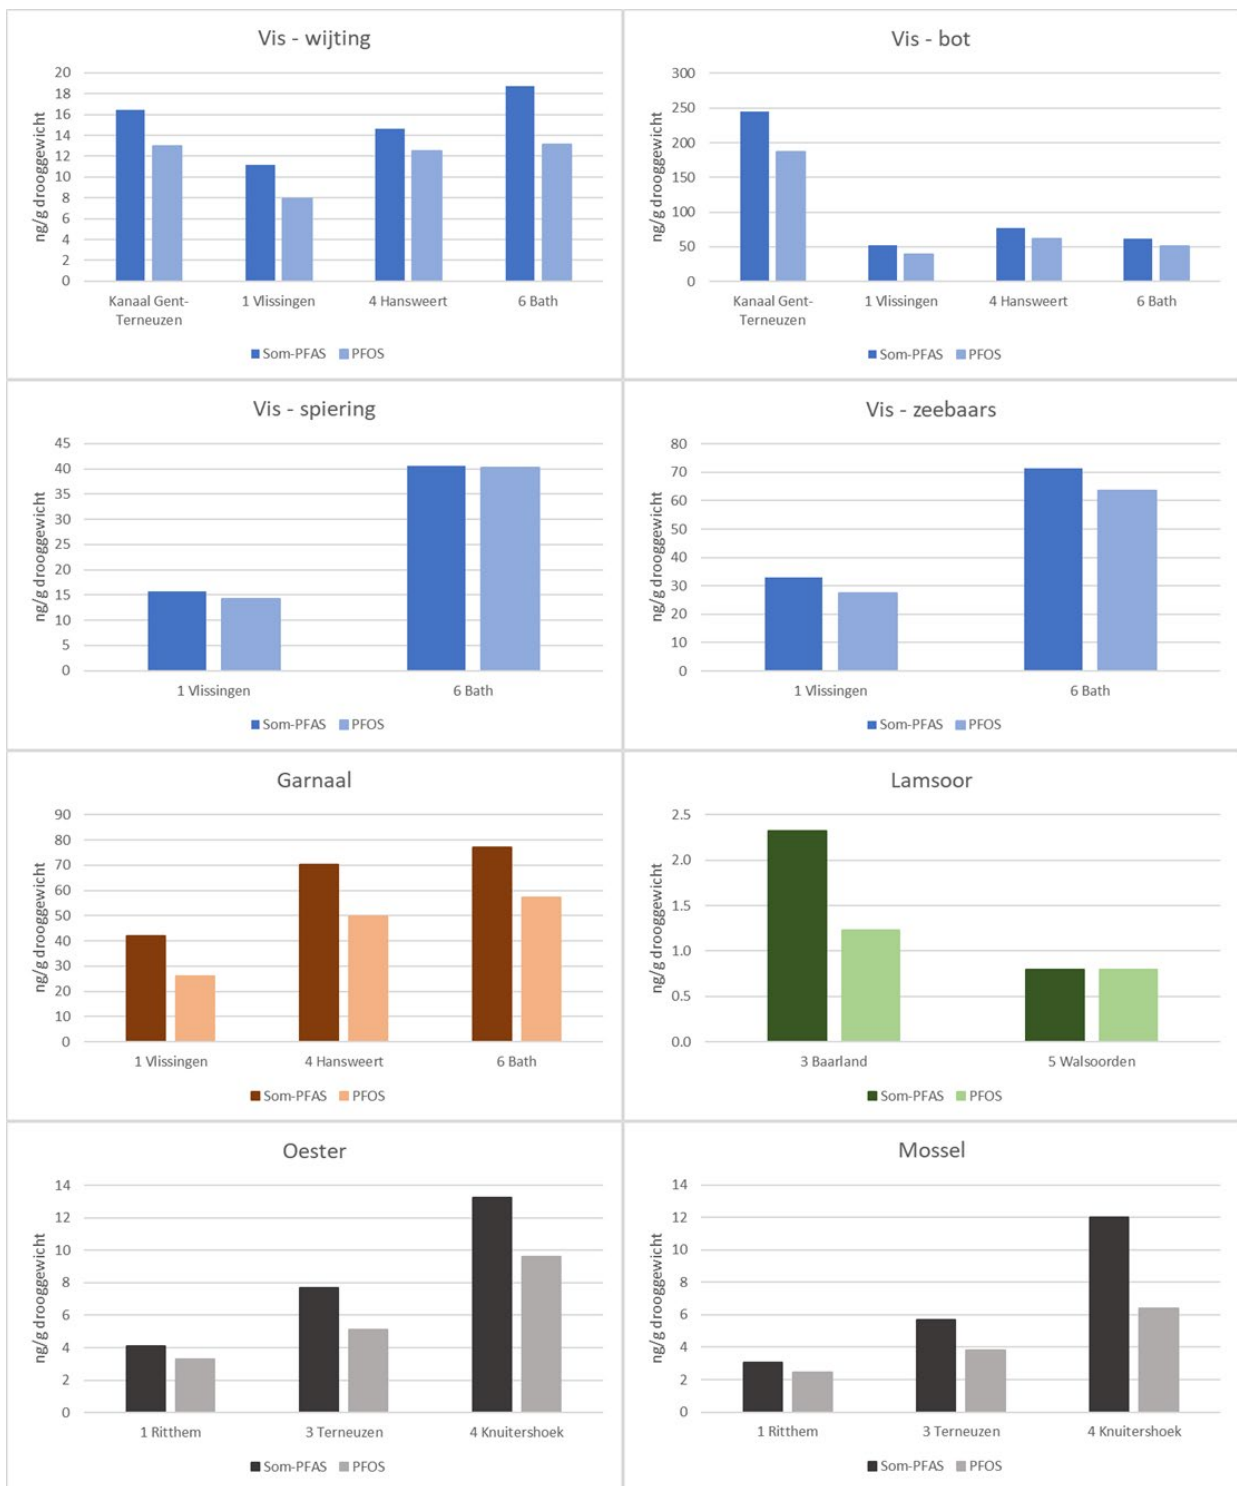 Vis - wijting
ng/g drooggewicht
20
18
16
14
12
10
8
6
4
2
0
Kanaal Gent-
Terneuzen
1 Vlissingen
4 Hansweert
6 Bath
Som-PFAS
PFOS
Vis - bot
ng/g drooggewicht
300
250
200
150
100
50
0
Kanaal Gent-
Terneuzen
1 Vlissingen
4 Hansweert
6 Bath
Som-PFAS
PFOS
Vis - spiering
ng/g drooggewicht
45
40
35
30
25
20
15
10
5
0
1 Vlissingen
6 Bath
Som-PFAS
PFOS
Vis - zeebaars
ng/g drooggewicht
80
70
60
50
40
30
20
10
0
1 Vlissingen
6 Bath
Som-PFAS
PFOS
Garnaal
ng/g drooggewicht
90
80
70
60
50
40
30
20
10
0
1 Vlissingen
4 Hansweert
6 Bath
Som-PFAS
PFOS
Lamsoor
ng/g drooggewicht
2.5
2.0
1.5
1.0
0.5
0.0
3 Baarland
5 Walsoorden
Som-PFAS
PFOS
Oester
ng/g drooggewicht
14
12
10
8
6
4
2
0
1 Ritthem
3 Terneuzen
4 Knuitershoek
Som-PFAS
PFOS
Mossel
ng/g drooggewicht
14
12
10
8
6
4
2
0
1 Ritthem
3 Terneuzen
4 Knuitershoek
Som-PFAS
PFOS